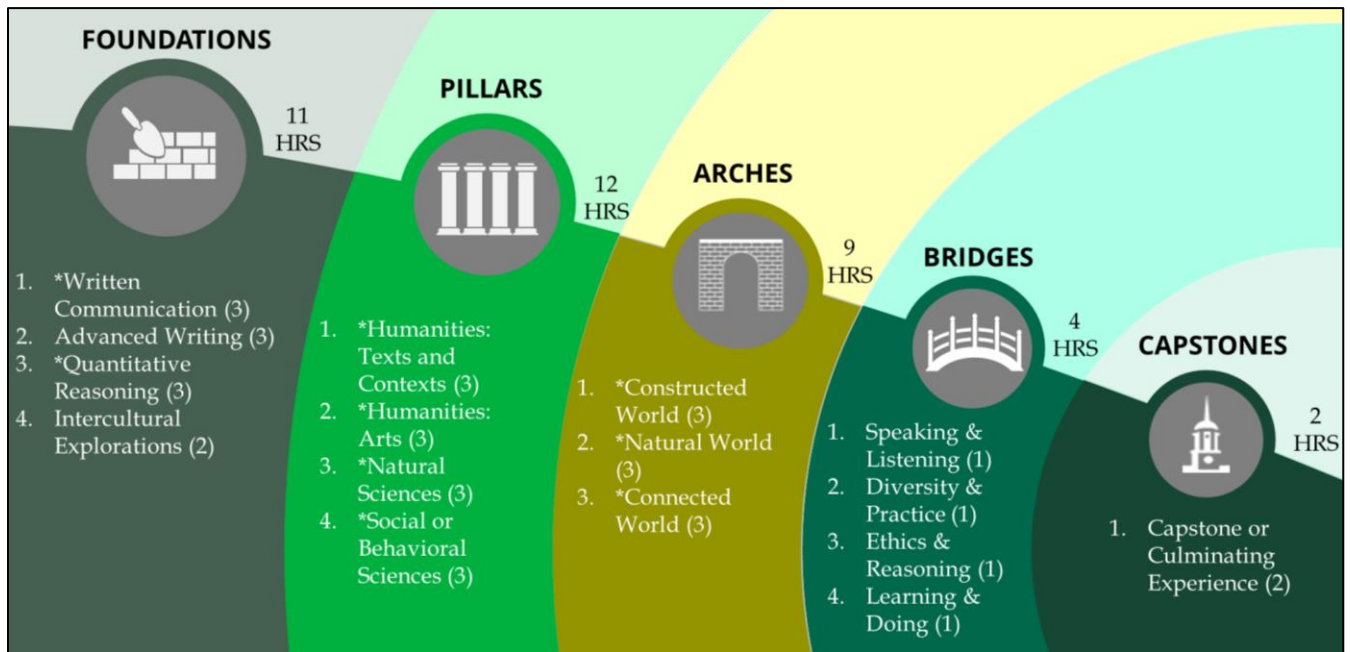 FOUNDATIONS
11
HRS
1. *Written
Communication (3)
2. Advanced Writing (3)
3. *Quantitative
Reasoning (3)
4. Intercultural
Explorations (2)
PILLARS
12
HRS
1. *Humanities:
Texts and
Contexts (3)
2. *Humanities:
Arts (3)
3. *Natural
Sciences (3)
4. *Social or
Behavioral
Sciences (3)
ARCHES
9
HRS
1. *Constructed
World (3)
2. *Natural World
(3)
3. *Connected
World (3)
BRIDGES
4
HRS
1. Speaking &
Listening (1)
2. Diversity &
Practice (1)
3. Ethics &
Reasoning (1)
4. Learning &
Doing (1)
CAPSTONES
2
HRS
1. Capstone or
Culminating
Experience (2)